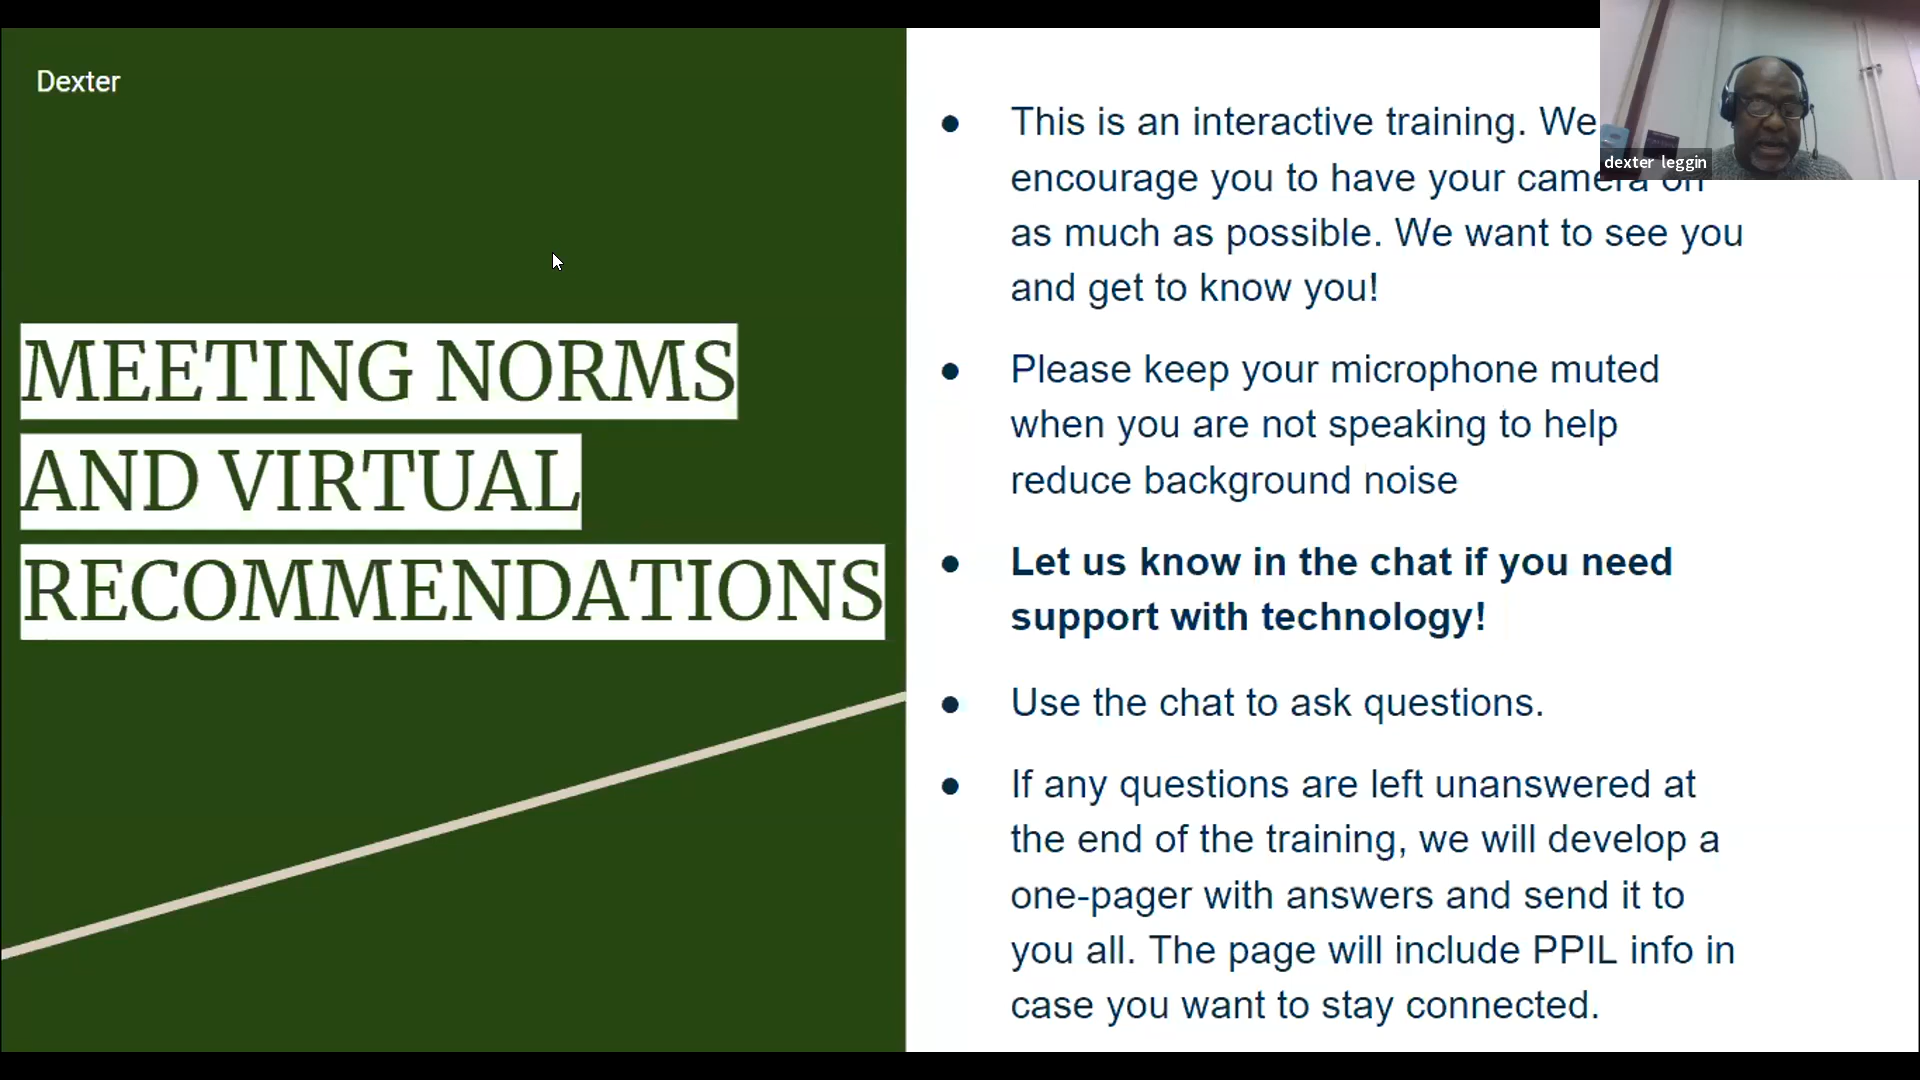 Dexter
MEETING NORMS
AND VIRTUAL
RECOMMENDATIONS
● This is an interactive training. We
encourage you to have your camera on
as much as possible. We want to see you
and get to know you!
● Please keep your microphone muted
when you are not speaking to help
reduce background noise
● Let us know in the chat if you need
support with technology!
● Use the chat to ask questions.
● If any questions are left unanswered at
the end of the training, we will develop a
one-pager with answers and send it to
you all. The page will include PPIL info in
case you want to stay connected.
dexter leggin